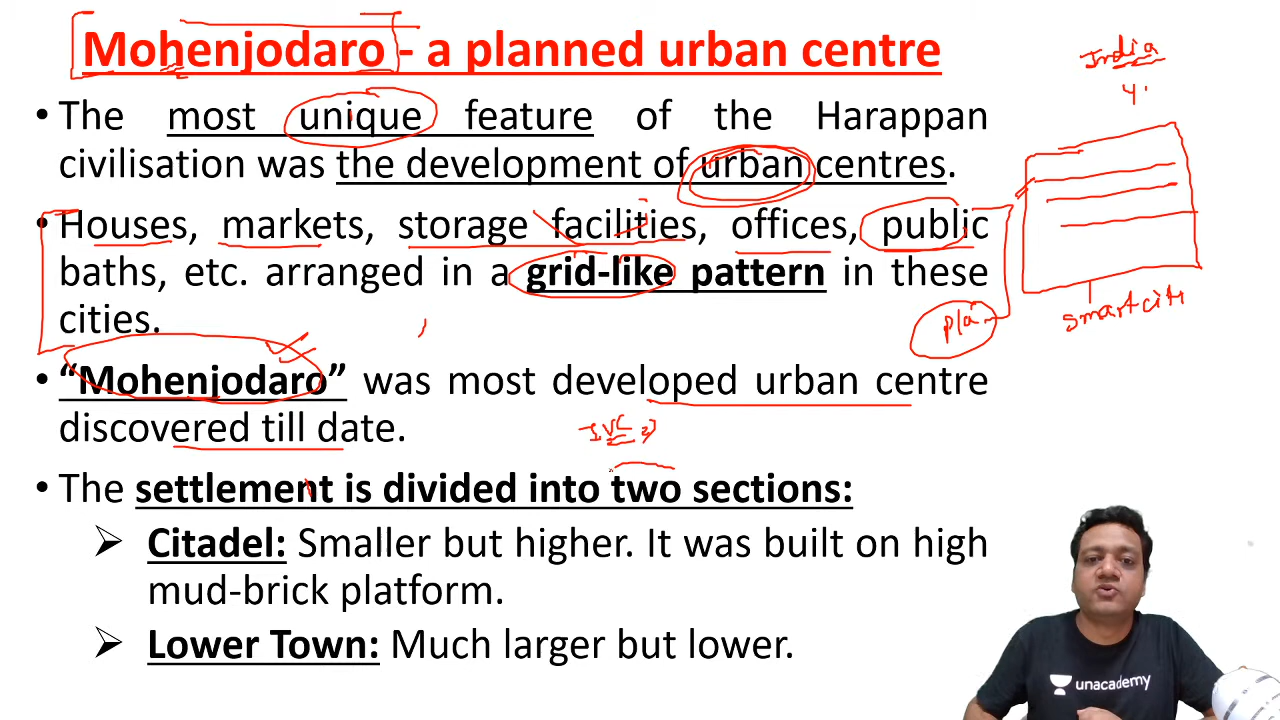 Mohenjodaro - a planned urban centre
India
4.
• The most unique feature of the Harappan
civilisation was the development of urban centres.
• Houses, markets, storage facilities, offices, public
baths, etc. arranged in a grid-like pattern in these
cities.
smart citi
• “Mohenjodaro” was most developed urban centre
discovered till date.
IVC
• The settlement is divided into two sections:
➢ Citadel: Smaller but higher. It was built on high
mud-brick platform.
➢ Lower Town: Much larger but lower.
unacademy